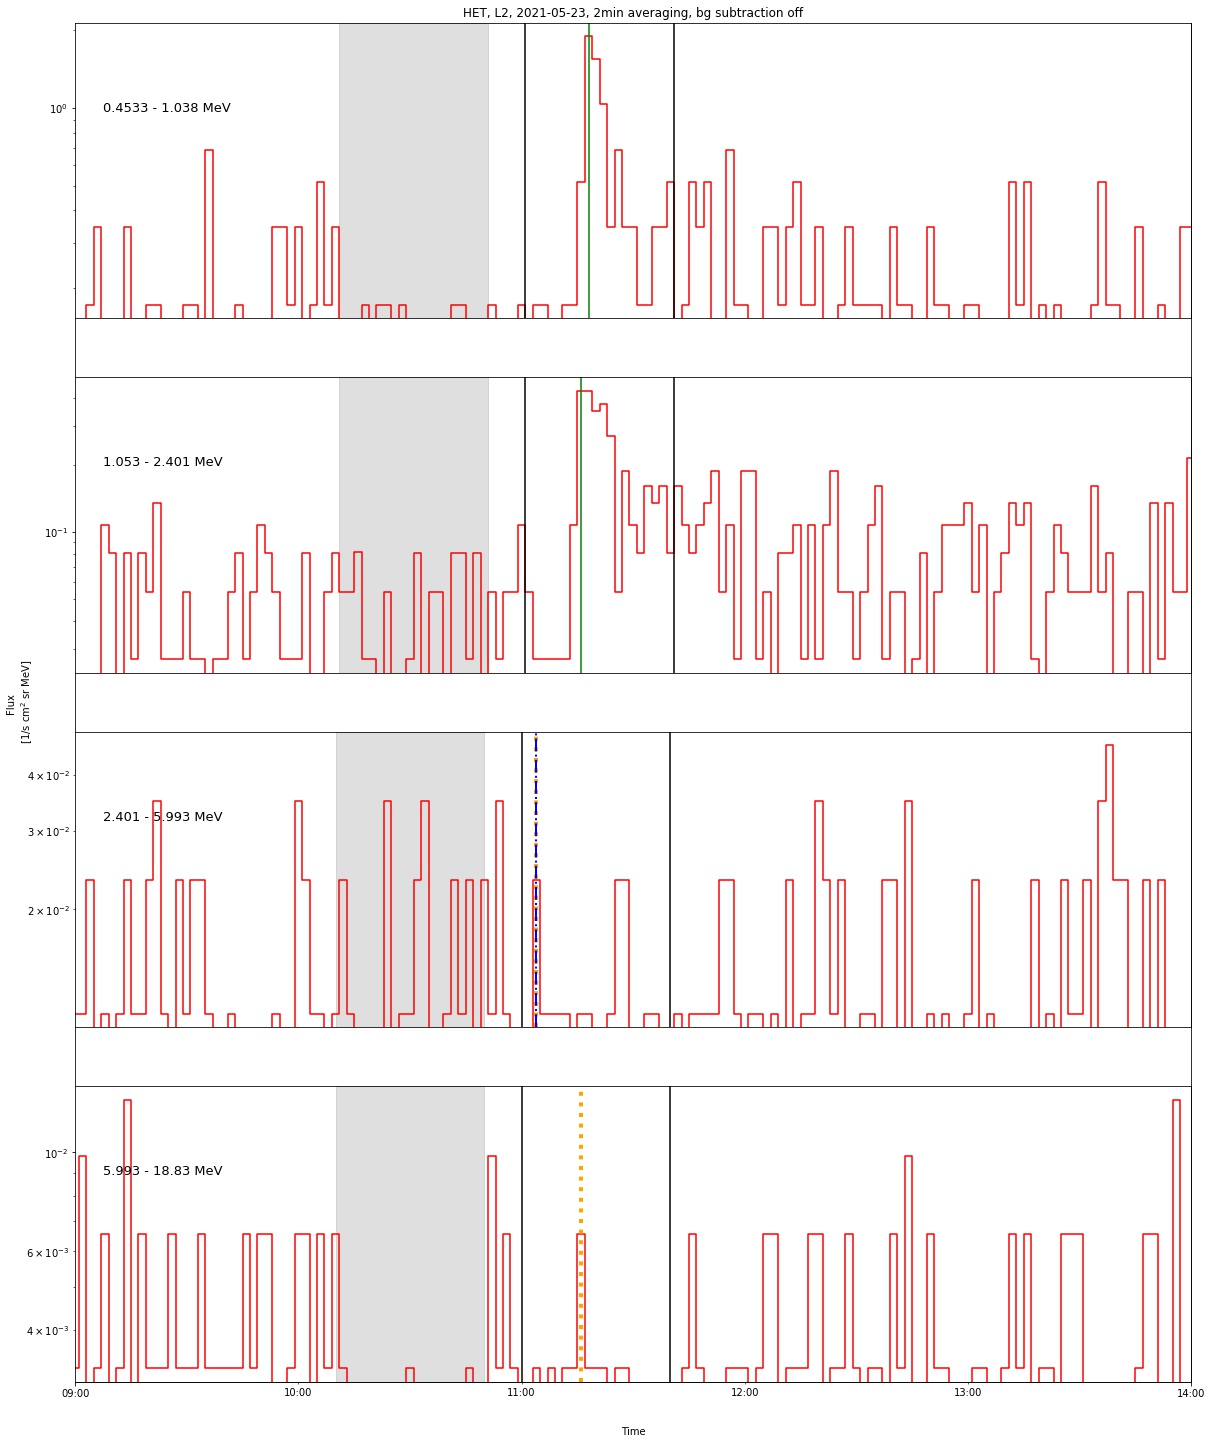 HET, L2, 2021-05-23, 2min averaging, bg subtraction off
10⁰
0.4533 - 1.038 MeV
1.053 - 2.401 MeV
10⁻¹
Flux
[1/s cm² sr MeV]
4 × 10⁻²
3 × 10⁻²
2.401 - 5.993 MeV
2 × 10⁻²
10⁻²
5.993 - 18.83 MeV
6 × 10⁻³
4 × 10⁻³
09:00 10:00 11:00 12:00 13:00 14:00
Time